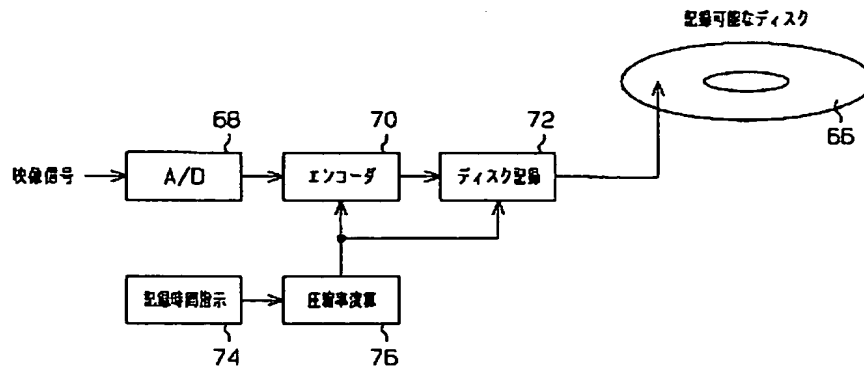 記録可能なディスク
68
70
72
66
映像信号
A/D
エンコーダ
ディスク記録
記録時間指示
圧縮率演算
74
76